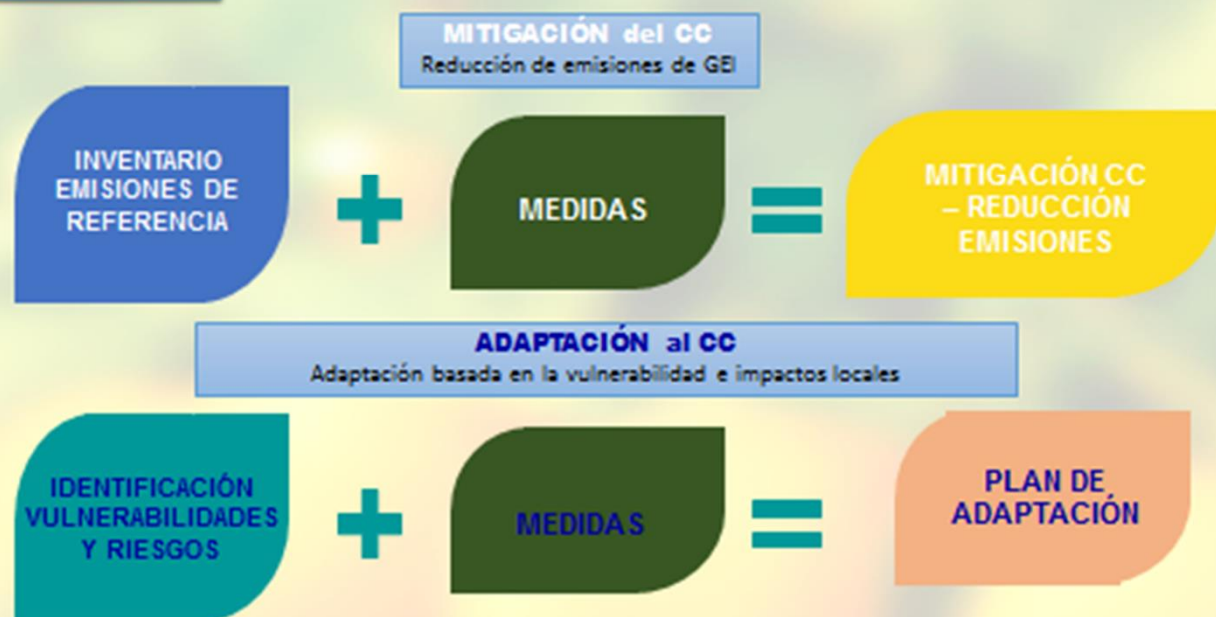 MITIGACIÓN del CC
Reducción de emisiones de GEI
INVENTARIO
EMISIONES DE
REFERENCIA
+
MEDIDAS
=
MITIGACIÓN CC
– REDUCCIÓN
EMISIONES
ADAPTACIÓN al CC
Adaptación basada en la vulnerabilidad e impactos locales
IDENTIFICACIÓN
VULNERABILIDADES
Y RIESGOS
+
MEDIDAS
=
PLAN DE
ADAPTACIÓN